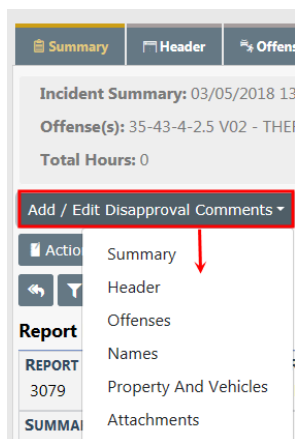 Summary Header Offens
Incident Summary: 03/05/2018 13
Offense(s): 35-43-4-2.5 V02 - THE
Total Hours: 0
Add / Edit Disapproval Comments
Actio
Summary
Header
Offenses
Names
Property And Vehicles
Attachments
Report
REPORT
3079
SUMMA